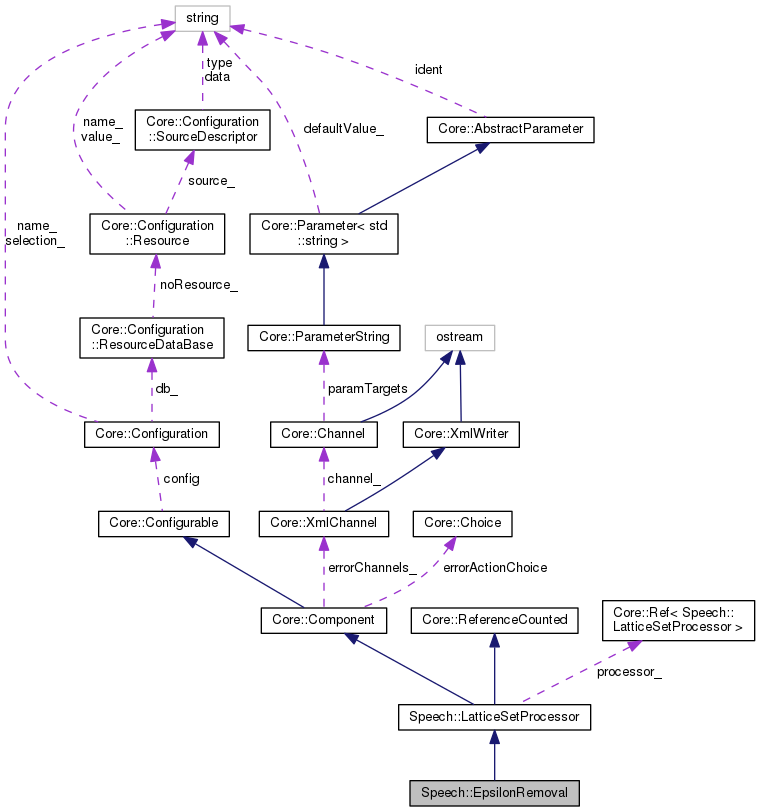 string
type
data
ident
Core::Configuration
::SourceDescriptor
name_
value_
defaultValue_
Core::AbstractParameter
source_
name_
selection_
Core::Configuration
::Resource
Core::Parameter< std
::string >
noResource_
Core::Configuration
::ResourceDataBase
Core::ParameterString
ostream
db_
paramTargets
Core::Configuration
Core::Channel
Core::XmlWriter
config
channel_
Core::Configurable
Core::XmlChannel
Core::Choice
errorChannels_
errorActionChoice
Core::Component
Core::ReferenceCounted
Core::Ref< Speech::
LatticeSetProcessor >
processor_
Speech::LatticeSetProcessor
Speech::EpsilonRemoval